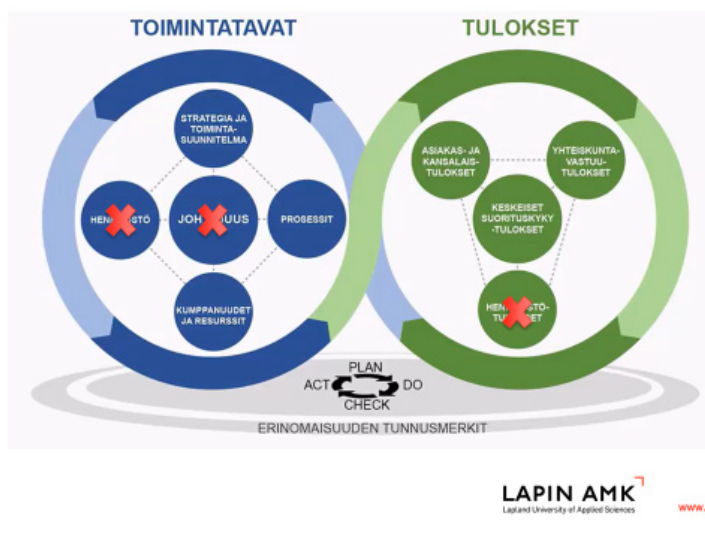 TOIMINTATAVAT
TULOKSET
STRATEGIA JA
TOIMINTA-
SUUNNITELMA
PROSESSIT
KUMPPANUUDET
JA RESURSSIT
ASIAKAS- JA
KANSALAIS-
TULOKSET
YHTEISKUNTA-
VASTUU-
TULOKSET
KESKEISET
SUORITUSKYKY
-TULOKSET
PLAN
ACT
DO
CHECK
ERINOMAISUUDEN TUNNUSMERKIT
LAPIN AMK
Lapland University of Applied Sciences
www.